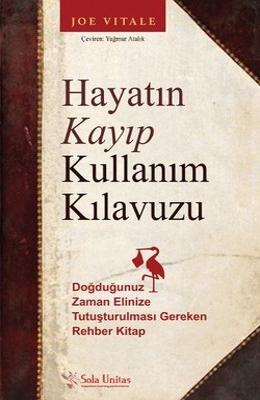 JOE VITALE
Çeviren: Yağmur Atalık
Hayatın
Kayıp
Kullanım
Kılavuzu
Doğduğunuz
Zaman Elinize
Tutuşturulması Gereken
Rehber Kitap
Sola Unitas